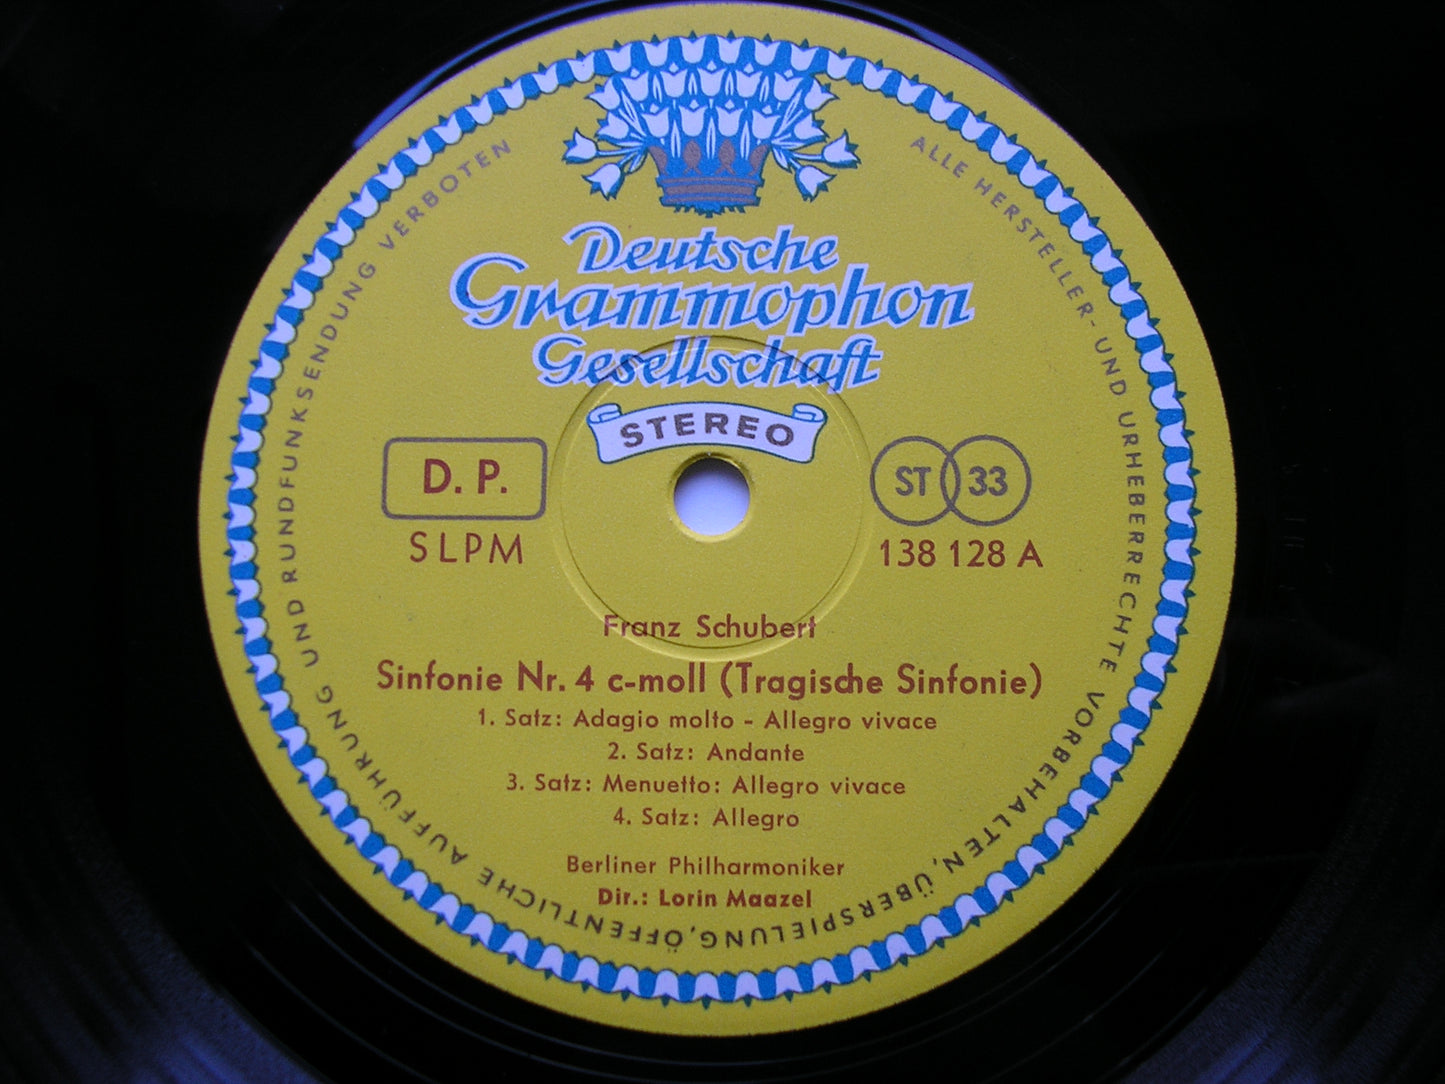 Deutsche
Grammophon
Gesellschaft
STEREO
D. P.
ST 33
SLPM
138 128 A
Franz Schubert
Sinfonie Nr. 4 c-moll (Tragische Sinfonie)
1. Satz: Adagio molto - Allegro vivace
2. Satz: Andante
3. Satz: Menuetto: Allegro vivace
4. Satz: Allegro
Berliner Philharmoniker
Dir.: Lorin Maazel
ALLE HERSTELLER- UND URHEBERRECHTE VORBEHALTEN, ÜBERSPIELUNG, ÖFFENTLICHE AUFFÜHRUNG UND RUNDFUNKSENDUNG VERBOTEN